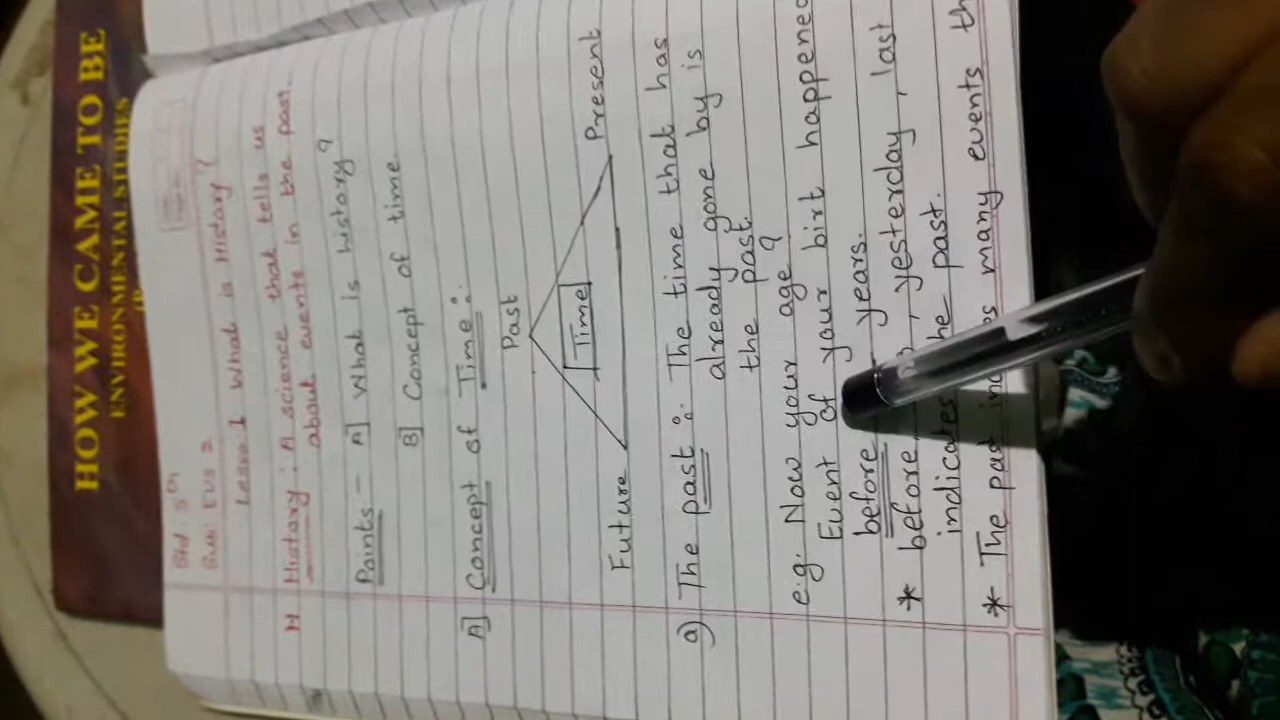 HOW WE CAME TO BE
ENVIRONMENTAL STUDIES
Std 5th
Sub: EVS 2
Lesson 1 What is History?
H History : A science that tells us
about events in the past.
Points - A] What is history?
B] Concept of time.
A] Concept of Time :
Past
Time
Future
Present
a) The past : The time that has
already gone by is
the past.
e.g. Now your age ?
Event of your birt happened
before years.
* before, yesterday, last
indicates the past.
* The past many events